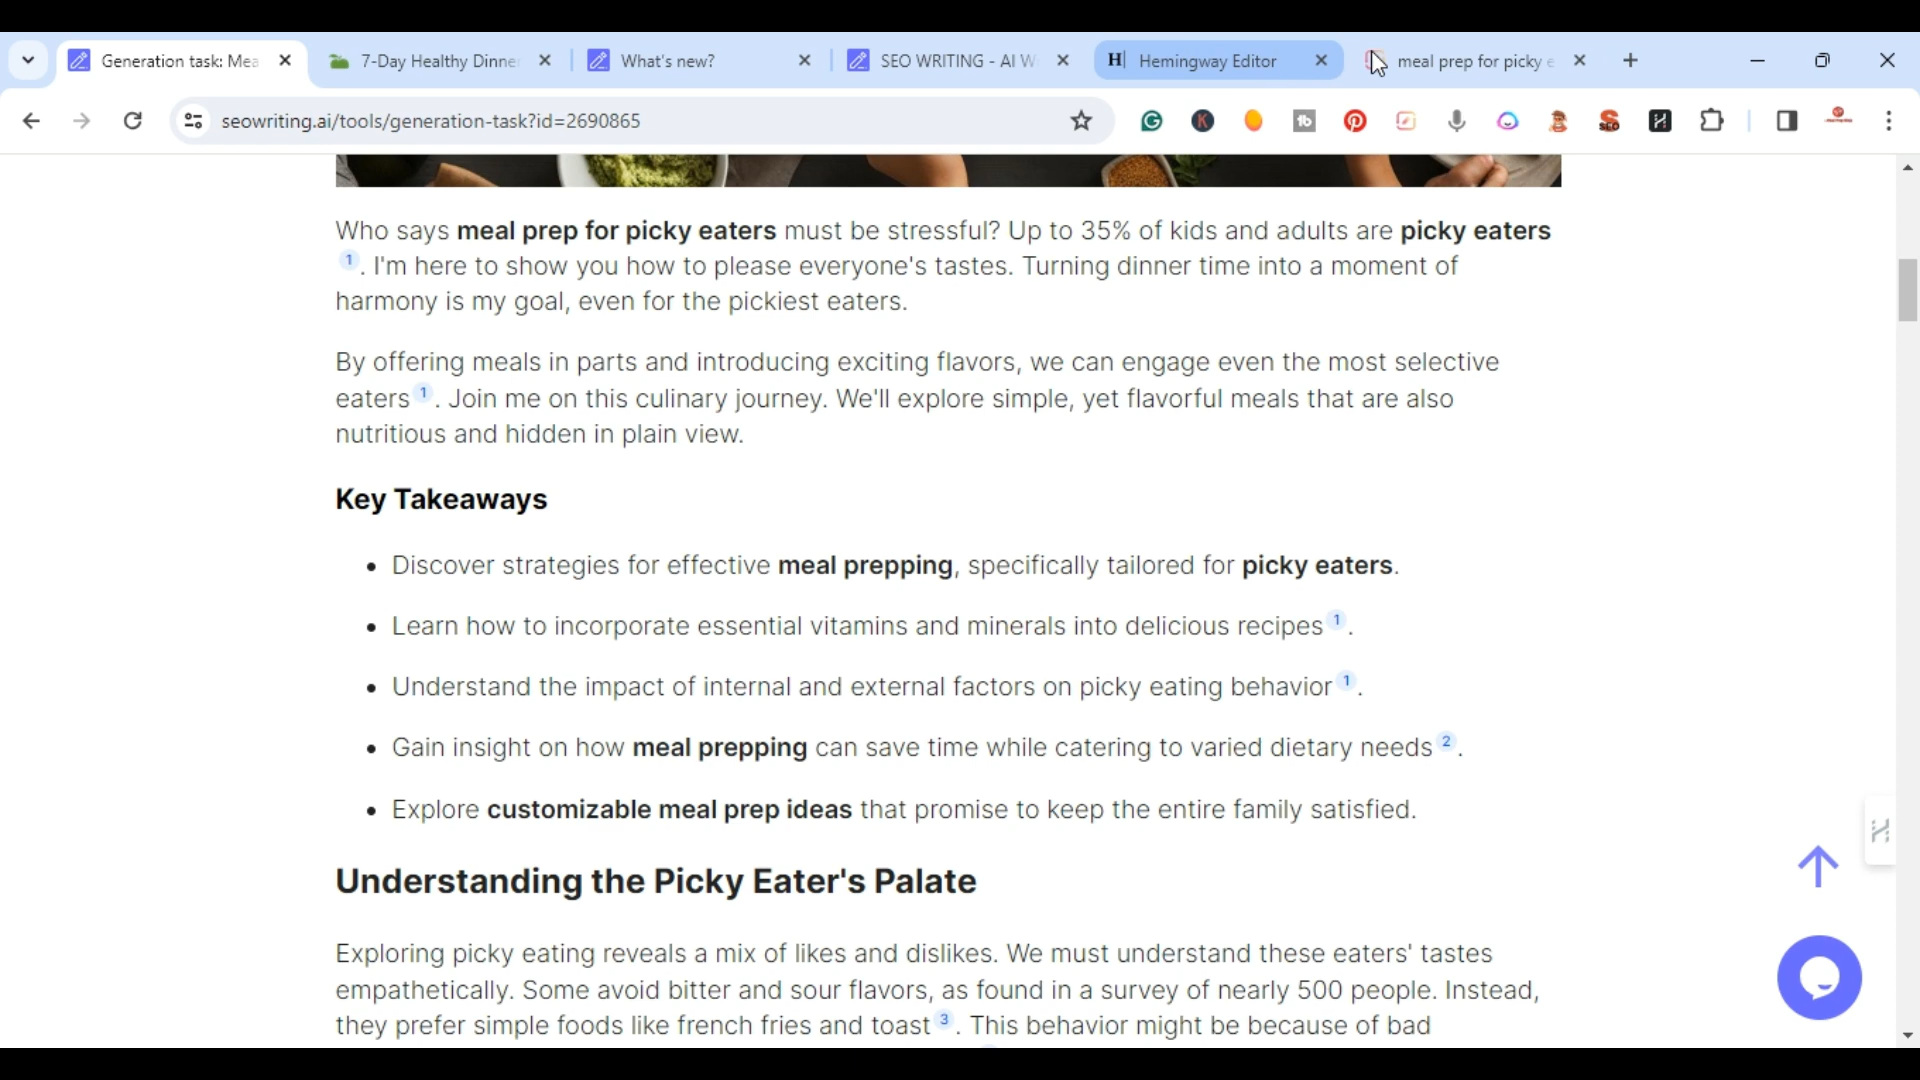 Generation task: Mea
7-Day Healthy Dinne
What's new?
SEO WRITING - AI W
H
Hemingway Editor
meal prep for picky e
seowriting.ai/tools/generation-task?id=2690865
Who says meal prep for picky eaters must be stressful? Up to 35% of kids and adults are picky eaters
1. I'm here to show you how to please everyone's tastes. Turning dinner time into a moment of
harmony is my goal, even for the pickiest eaters.
By offering meals in parts and introducing exciting flavors, we can engage even the most selective
eaters 1. Join me on this culinary journey. We'll explore simple, yet flavorful meals that are also
nutritious and hidden in plain view.
Key Takeaways
• Discover strategies for effective meal prepping, specifically tailored for picky eaters.
• Learn how to incorporate essential vitamins and minerals into delicious recipes 1.
• Understand the impact of internal and external factors on picky eating behavior 1.
• Gain insight on how meal prepping can save time while catering to varied dietary needs 2.
• Explore customizable meal prep ideas that promise to keep the entire family satisfied.
Understanding the Picky Eater's Palate
Exploring picky eating reveals a mix of likes and dislikes. We must understand these eaters' tastes
empathetically. Some avoid bitter and sour flavors, as found in a survey of nearly 500 people. Instead,
they prefer simple foods like french fries and toast 3. This behavior might be because of bad